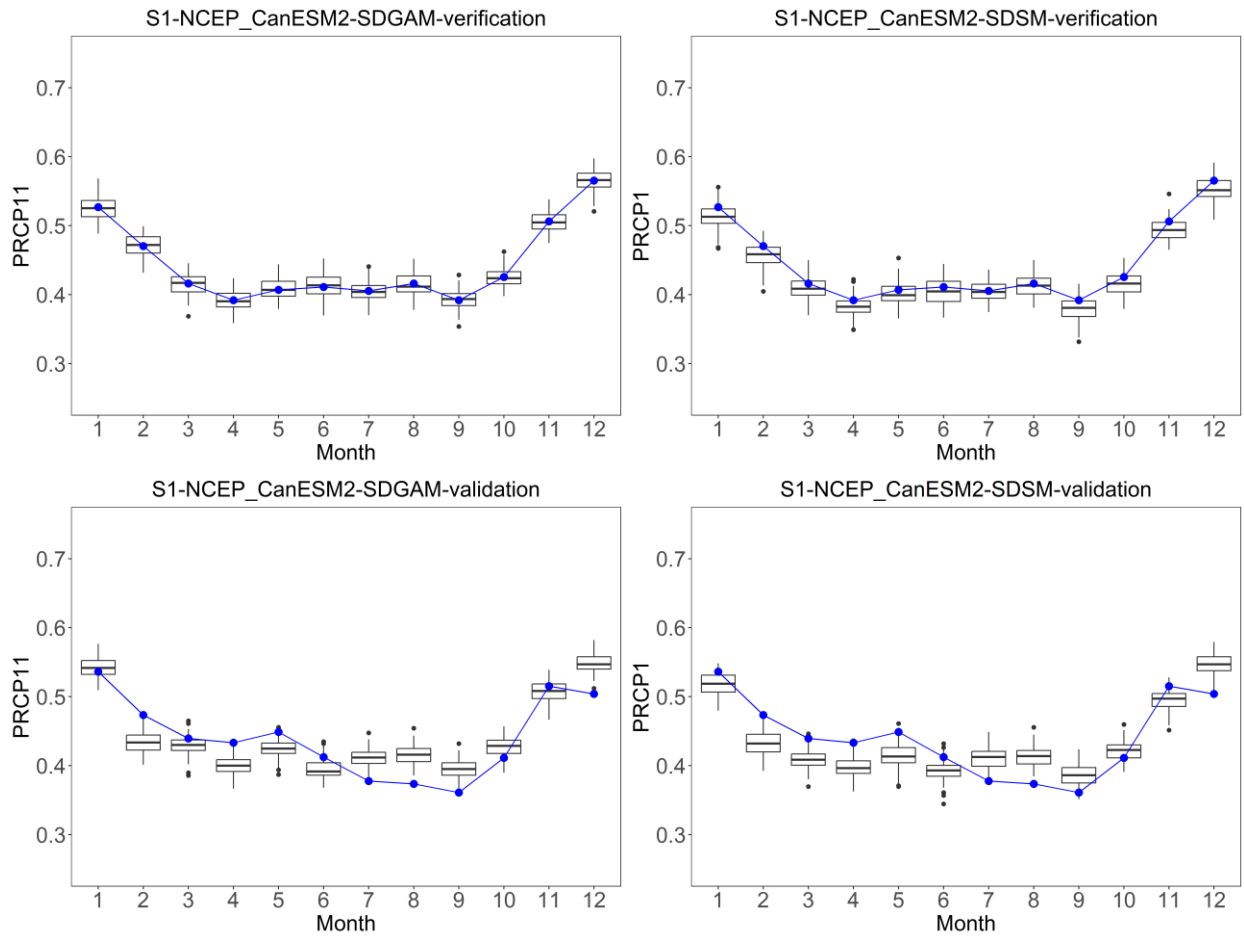 S1-NCEP_CanESM2-SDGAM-verification
PRCP11
0.7
0.6
0.5
0.4
0.3
1 2 3 4 5 6 7 8 9 10 11 12
Month
S1-NCEP_CanESM2-SDSM-verification
PRCP1
0.7
0.6
0.5
0.4
0.3
1 2 3 4 5 6 7 8 9 10 11 12
Month
S1-NCEP_CanESM2-SDGAM-validation
PRCP11
0.7
0.6
0.5
0.4
0.3
1 2 3 4 5 6 7 8 9 10 11 12
Month
S1-NCEP_CanESM2-SDSM-validation
PRCP1
0.7
0.6
0.5
0.4
0.3
1 2 3 4 5 6 7 8 9 10 11 12
Month